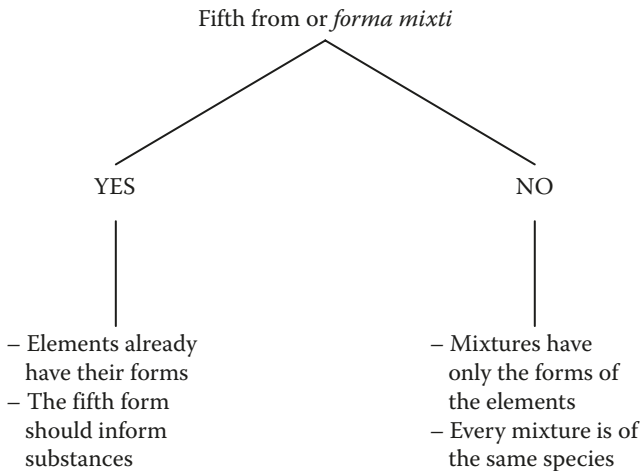 Fifth from or forma mixti
YES
NO
– Elements already
have their forms
– The fifth form
should inform
substances
– Mixtures have
only the forms of
the elements
– Every mixture is of
the same species